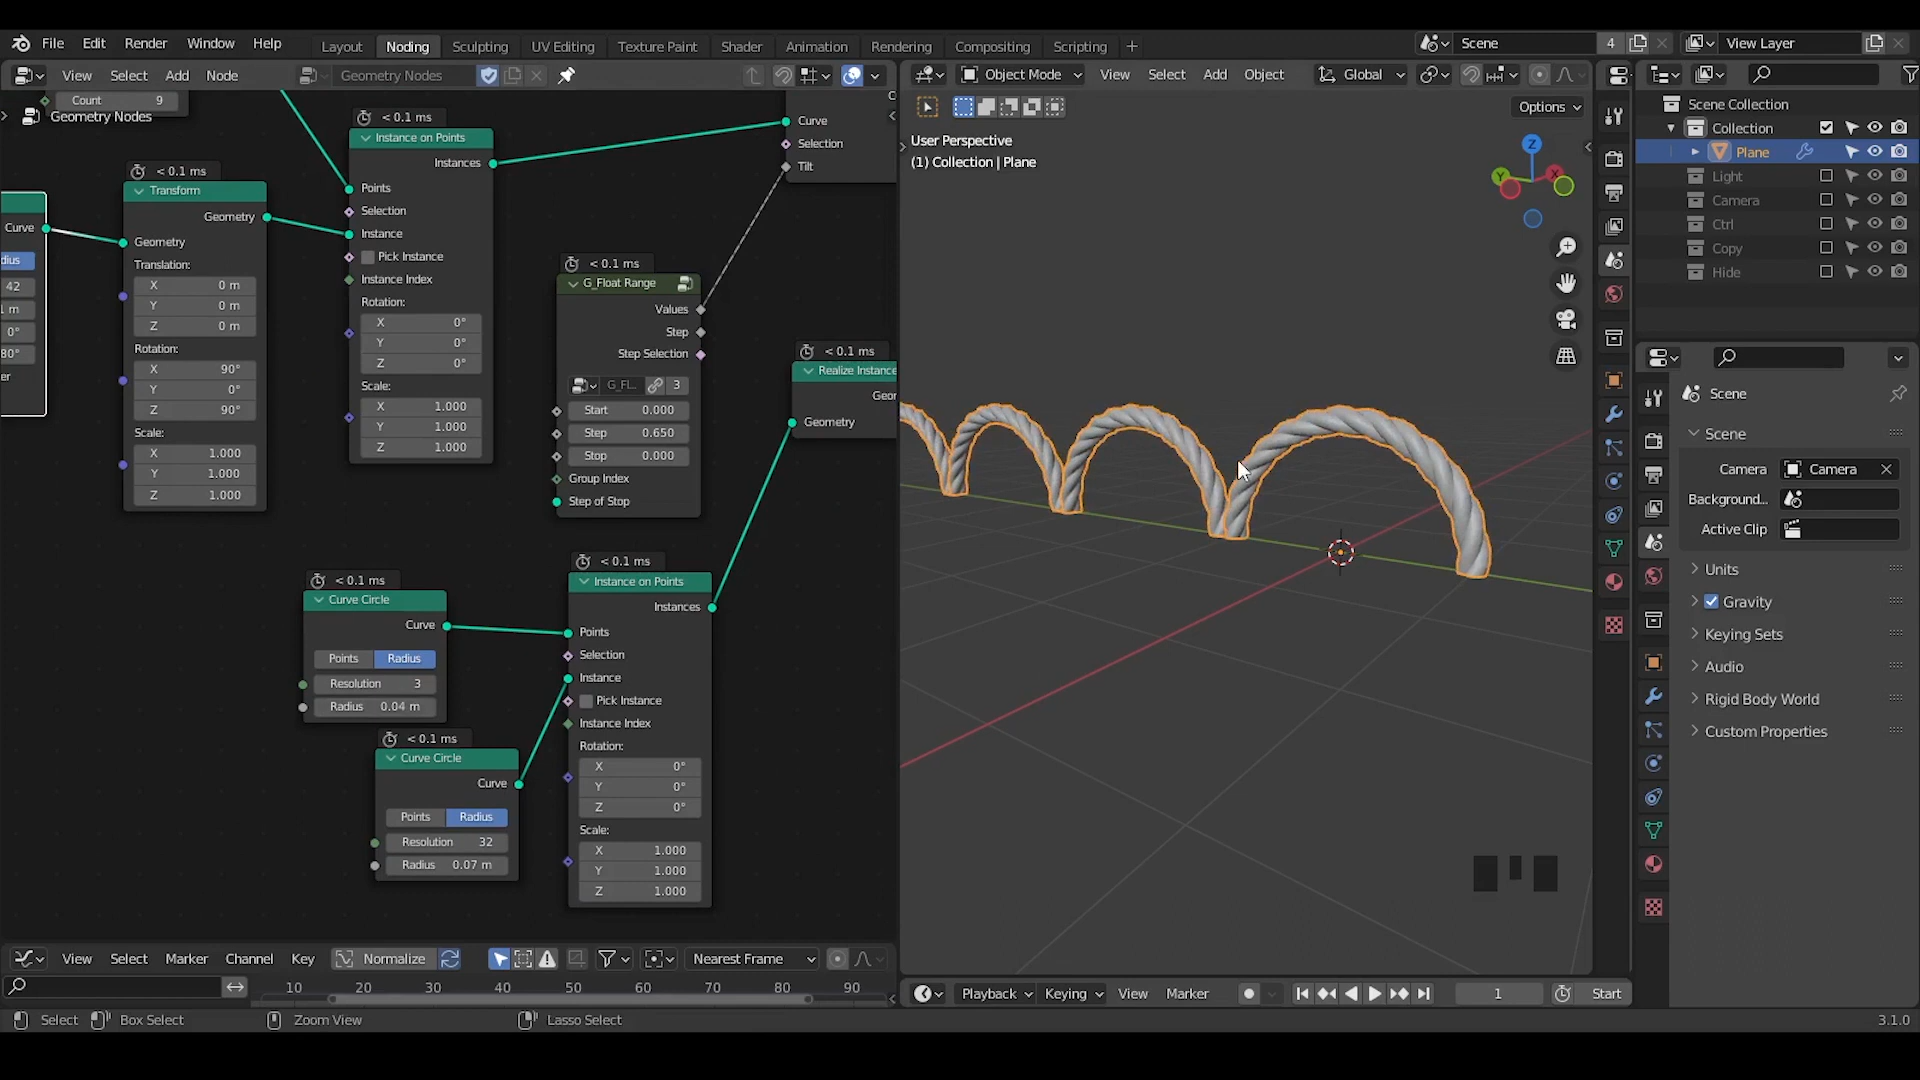 File Edit Render Window Help
Layout Noding Sculpting UV Editing Texture Paint Shader Animation Rendering Compositing Scripting +
Scene 4 View Layer
View Select Add Node Geometry Nodes
Object Mode View Select Add Object Global
Options
Count 9
Geometry Nodes
< 0.1 ms
Instance on Points
Instances
Points
Selection
Instance
Pick Instance
Instance Index
Rotation:
X 0°
Y 0°
Z 0°
Scale:
X 1.000
Y 1.000
Z 1.000
Curve
Selection
Tilt
< 0.1 ms
Transform
Geometry
Geometry
Translation:
X 0 m
Y 0 m
Z 0 m
Rotation:
X 90°
Y 0°
Z 90°
Scale:
X 1.000
Y 1.000
Z 1.000
Curve
dius
42
1 m
0°
80°
er
< 0.1 ms
G_Float Range
Values
Step
Step Selection
G_Fl... 3
Start 0.000
Step 0.650
Stop 0.000
Group Index
Step of Stop
< 0.1 ms
Realize Instance
Geor
Geometry
< 0.1 ms
Curve Circle
Curve
Points Radius
Resolution 3
Radius 0.04 m
< 0.1 ms
Curve Circle
Curve
Points Radius
Resolution 32
Radius 0.07 m
< 0.1 ms
Instance on Points
Instances
Points
Selection
Instance
Pick Instance
Instance Index
Rotation:
X 0°
Y 0°
Z 0°
Scale:
X 1.000
Y 1.000
Z 1.000
User Perspective
(1) Collection | Plane
Z
Y
X
Scene Collection
Collection
Plane
Light
Camera
Ctrl
Copy
Hide
Scene
Scene
Camera Camera
Background...
Active Clip
Units
Gravity
Keying Sets
Audio
Rigid Body World
Custom Properties
View Select Marker Channel Key Normalize Nearest Frame
10 20 30 40 50 60 70 80 90
Playback Keying View Marker 1 Start
Select Box Select Zoom View Lasso Select 3.1.0